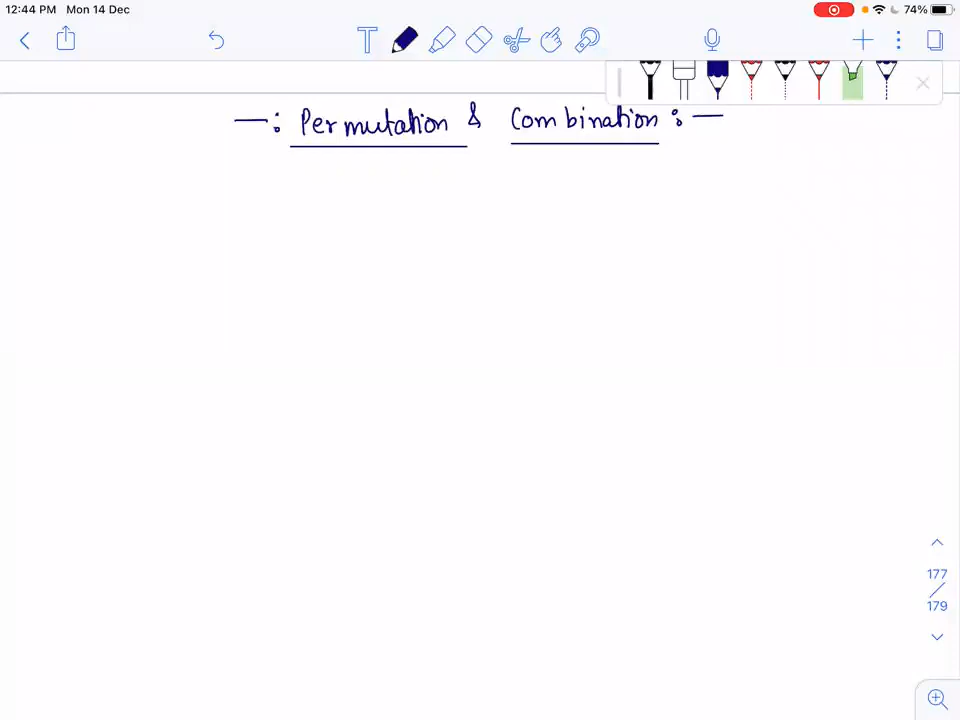 12:44 PM Mon 14 Dec 74%
—: Permutation & Combination :—
177
179